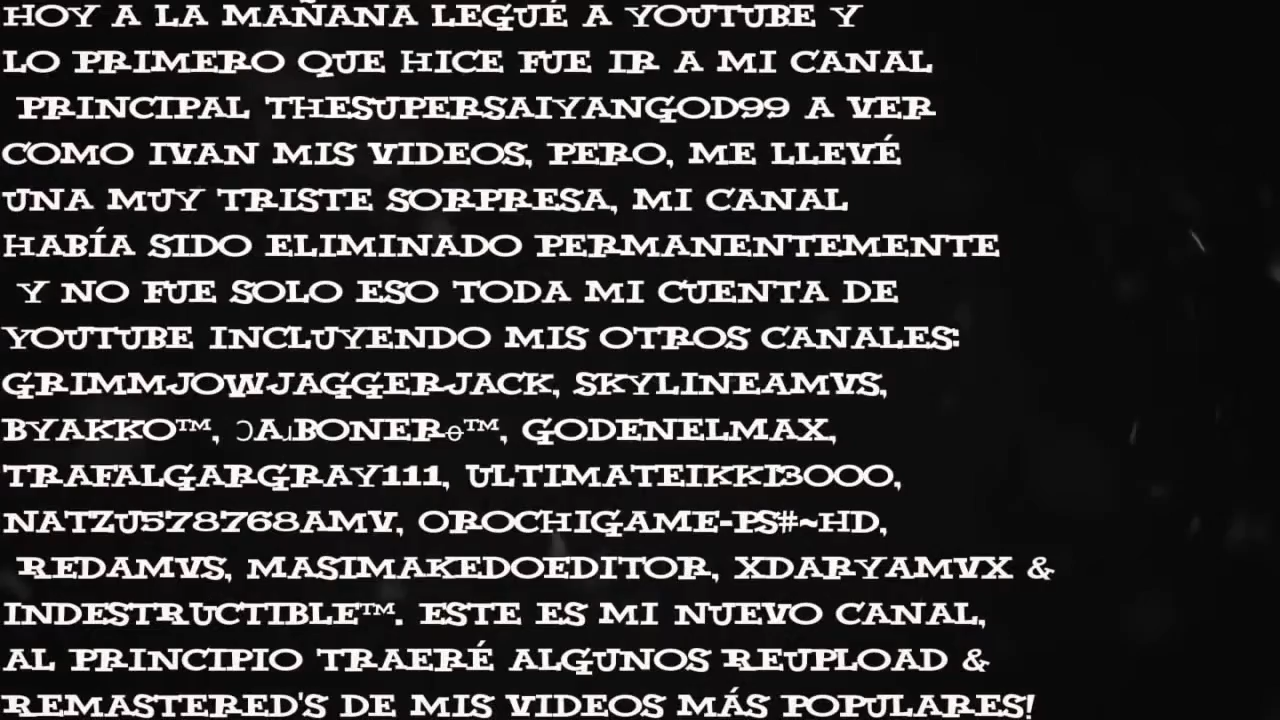 HOY A LA MAÑANA LEGUÉ A YOUTUBE Y
LO PRIMERO QUE HICE FUE IR A MI CANAL
PRINCIPAL THESUPERSAIYANGOD99 A VER
COMO IVAN MIS VIDEOS, PERO, ME LLEVÉ
UNA MUY TRISTE SORPRESA, MI CANAL
HABÍA SIDO ELIMINADO PERMANENTEMENTE
Y NO FUE SOLO ESO TODA MI CUENTA DE
YOUTUBE INCLUYENDO MIS OTROS CANALES:
GRIMMJOWJAGGERJACK, SKYLINEAMVS,
BYAKKO™, ƆAɹBONERɵ™, GODENELMAX,
TRAFALGARGRAY111, ULTIMATEIKKI3000,
NATZU578768AMV, OROCHIGAME-PS#~HD,
REDAMVS, MASIMAKEDOEDITOR, XDARYAMVX &
INDESTRUCTIBLE™. ESTE ES MI NUEVO CANAL,
AL PRINCIPIO TRAERÉ ALGUNOS REUPLOAD &
REMASTERED'S DE MIS VIDEOS MÁS POPULARES!